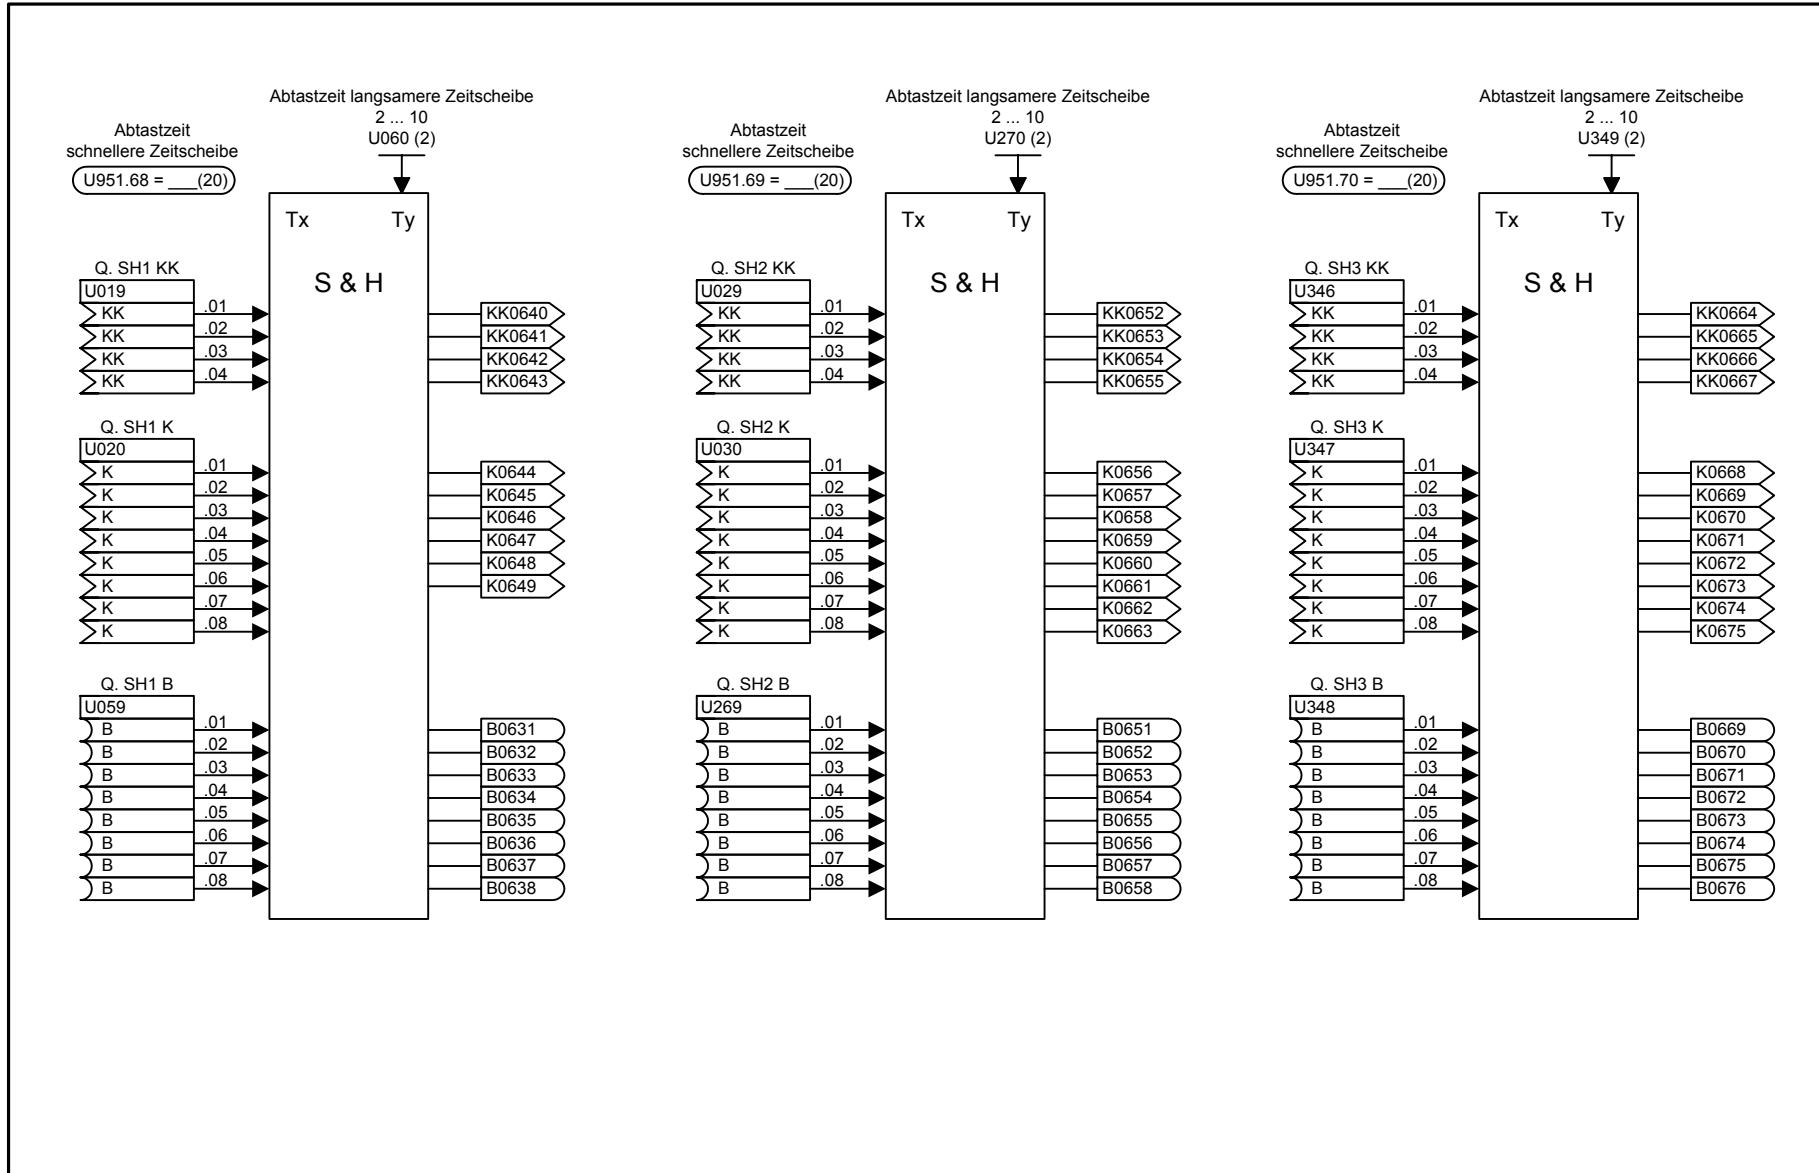 Abtastzeit langsamere Zeitscheibe
2 ... 10
U060 (2)
Abtastzeit
schnellere Zeitscheibe
U951.68 = ___(20)
Tx Ty
S & H
Q. SH1 KK
U019
KK .01 KK0640
KK .02 KK0641
KK .03 KK0642
KK .04 KK0643
Q. SH1 K
U020
K .01 K0644
K .02 K0645
K .03 K0646
K .04 K0647
K .05 K0648
K .06 K0649
K .07
K .08
Q. SH1 B
U059
B .01 B0631
B .02 B0632
B .03 B0633
B .04 B0634
B .05 B0635
B .06 B0636
B .07 B0637
B .08 B0638
Abtastzeit langsamere Zeitscheibe
2 ... 10
U270 (2)
Abtastzeit
schnellere Zeitscheibe
U951.69 = ___(20)
Tx Ty
S & H
Q. SH2 KK
U029
KK .01 KK0652
KK .02 KK0653
KK .03 KK0654
KK .04 KK0655
Q. SH2 K
U030
K .01 K0656
K .02 K0657
K .03 K0658
K .04 K0659
K .05 K0660
K .06 K0661
K .07 K0662
K .08 K0663
Q. SH2 B
U269
B .01 B0651
B .02 B0652
B .03 B0653
B .04 B0654
B .05 B0655
B .06 B0656
B .07 B0657
B .08 B0658
Abtastzeit langsamere Zeitscheibe
2 ... 10
U349 (2)
Abtastzeit
schnellere Zeitscheibe
U951.70 = ___(20)
Tx Ty
S & H
Q. SH3 KK
U346
KK .01 KK0664
KK .02 KK0665
KK .03 KK0666
KK .04 KK0667
Q. SH3 K
U347
K .01 K0668
K .02 K0669
K .03 K0670
K .04 K0671
K .05 K0672
K .06 K0673
K .07 K0674
K .08 K0675
Q. SH3 B
U348
B .01 B0669
B .02 B0670
B .03 B0671
B .04 B0672
B .05 B0673
B .06 B0674
B .07 B0675
B .08 B0676